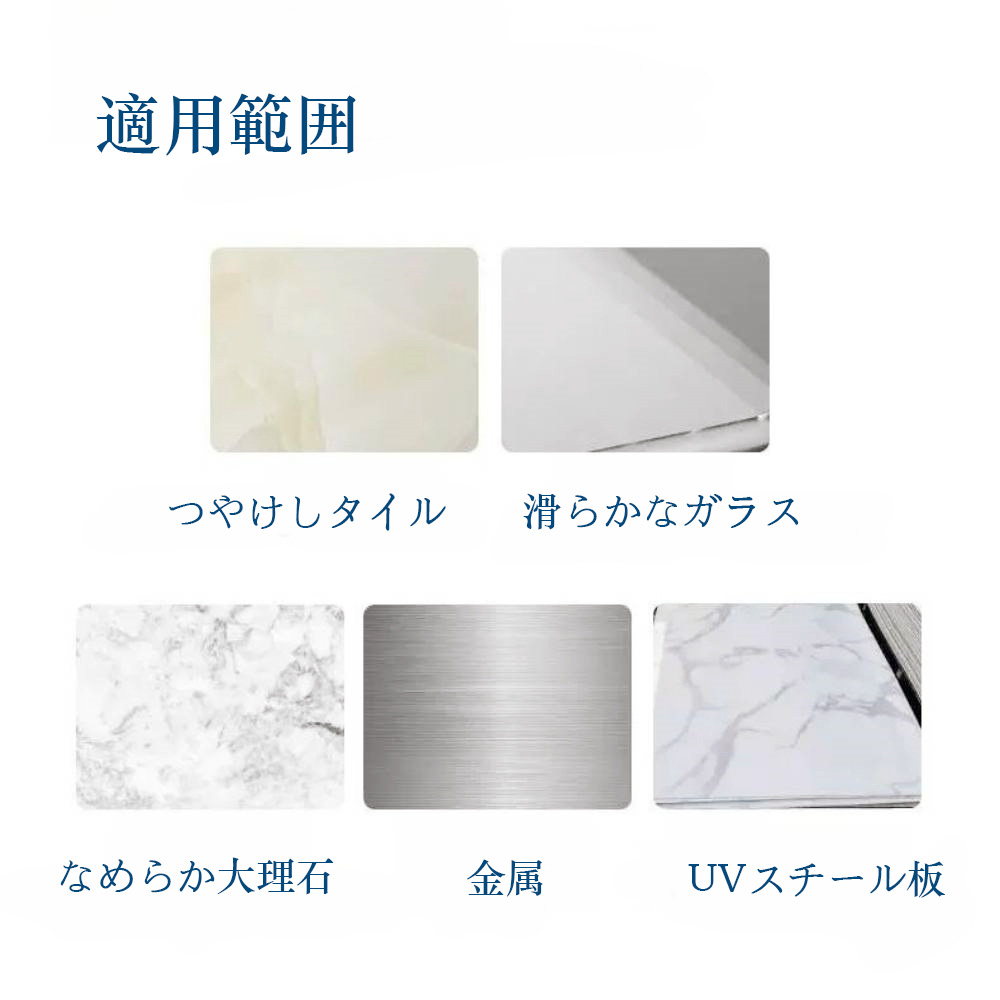 適用範囲
つやけしタイル
滑らかなガラス
なめらか大理石
金属
UVスチール板